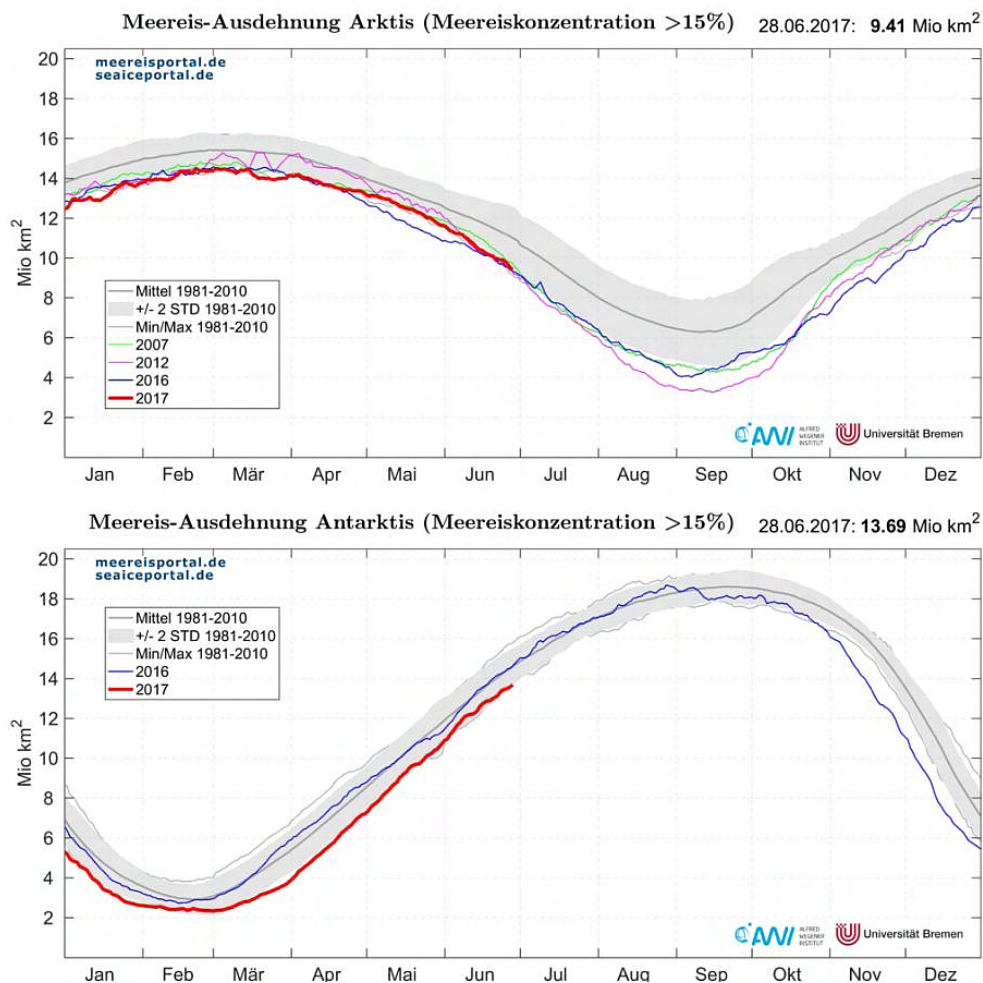 Meereis-Ausdehnung Arktis (Meereiskonzentration >15%) 28.06.2017: 9.41 Mio km²
meereisportal.de
seaiceportal.de
20
18
16
14
12
10
8
6
4
2
Mio km²
Mittel 1981-2010
+/- 2 STD 1981-2010
Min/Max 1981-2010
2007
2012
2016
2017
AWI ALFRED WEGENER INSTITUT Universität Bremen
Jan Feb Mär Apr Mai Jun Jul Aug Sep Okt Nov Dez
Meereis-Ausdehnung Antarktis (Meereiskonzentration >15%) 28.06.2017: 13.69 Mio km²
meereisportal.de
seaiceportal.de
20
18
16
14
12
10
8
6
4
2
Mio km²
Mittel 1981-2010
+/- 2 STD 1981-2010
Min/Max 1981-2010
2016
2017
AWI ALFRED WEGENER INSTITUT Universität Bremen
Jan Feb Mär Apr Mai Jun Jul Aug Sep Okt Nov Dez